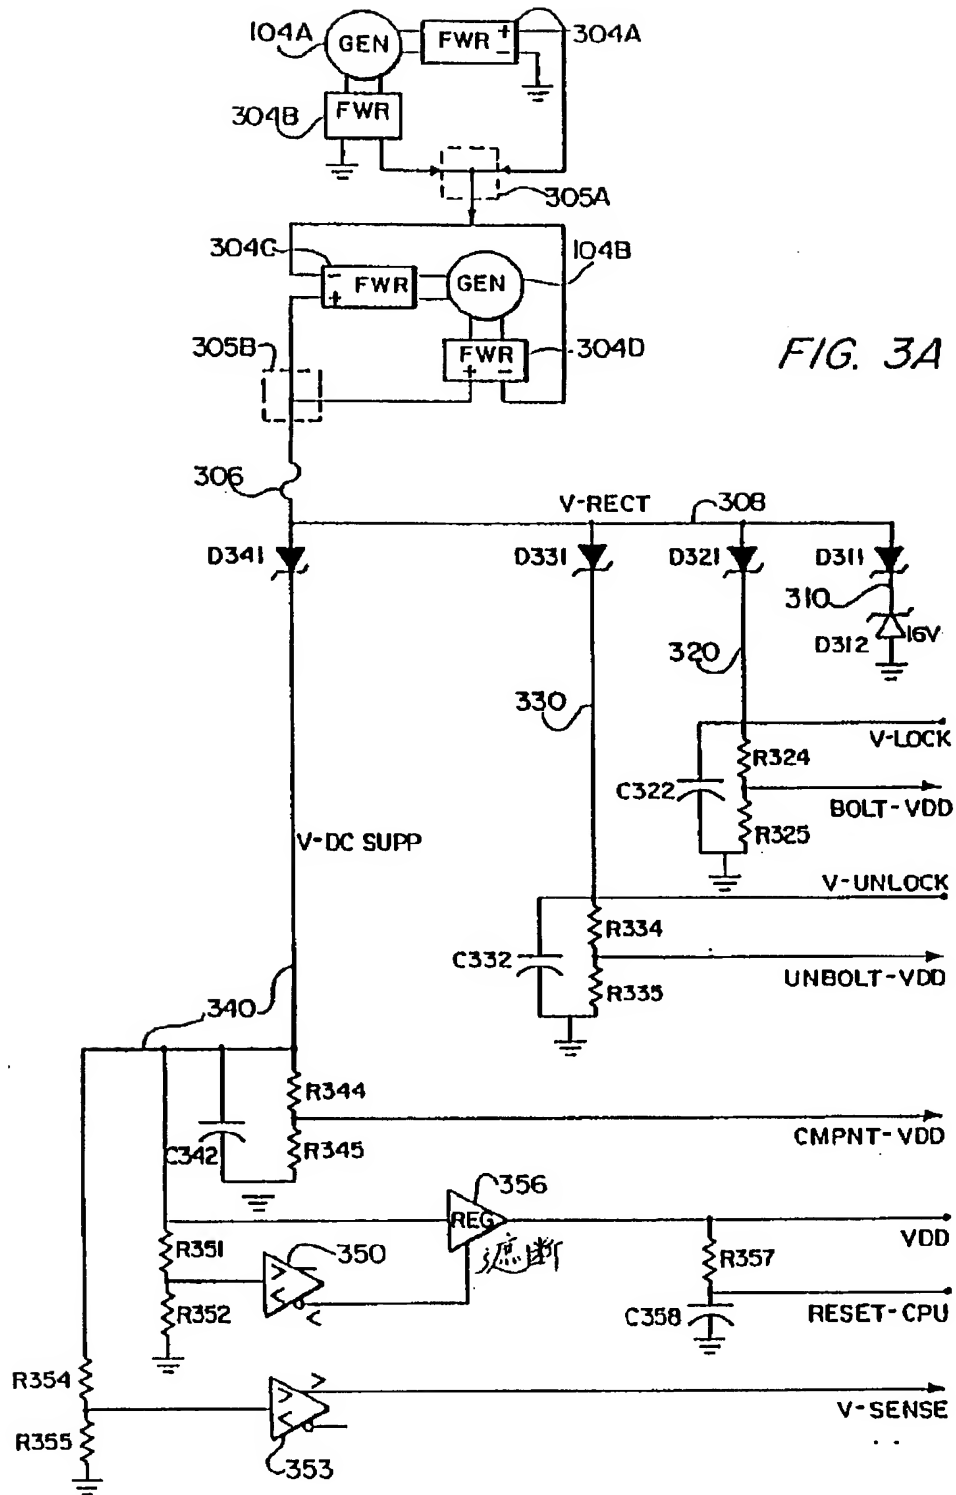 104A
GEN
FWR + -
304A
304B
FWR
305A
304C
- + FWR
GEN
104B
305B
FWR + -
304D
FIG. 3A
306
V-RECT
308
D341
D331
D321
D311
310
D312
16V
320
330
V-LOCK
R324
C322
BOLT-VDD
R325
V-DC SUPP
V-UNLOCK
R334
C332
UNBOLT-VDD
R335
340
R344
C342
CMPNT-VDD
R345
356
REG
VDD
R351
350
> <
<
R352
R357
C358
RESET-CPU
R354
> <
>
V-SENSE
R355
353